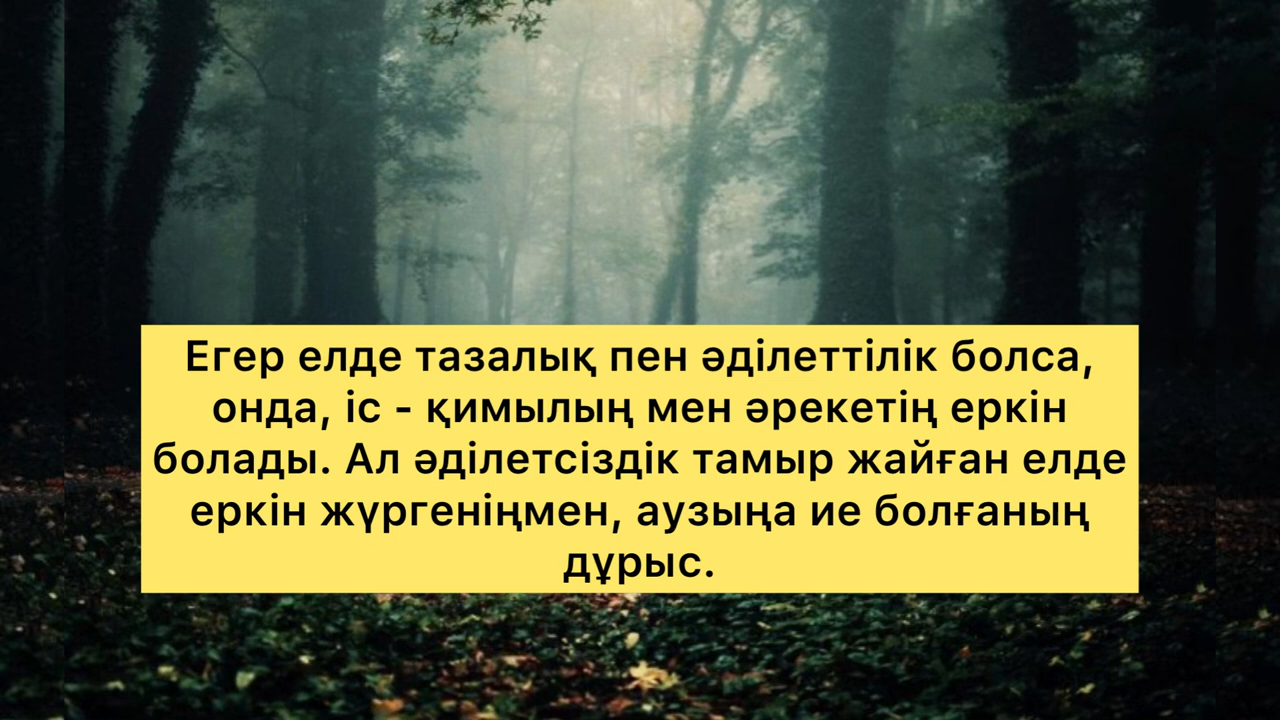 Егер елде тазалық пен әділеттілік болса,
онда, іс - қимылың мен әрекетің еркін
болады. Ал әділетсіздік тамыр жайған елде
еркін жүргеніңмен, аузыңа ие болғаның
дұрыс.